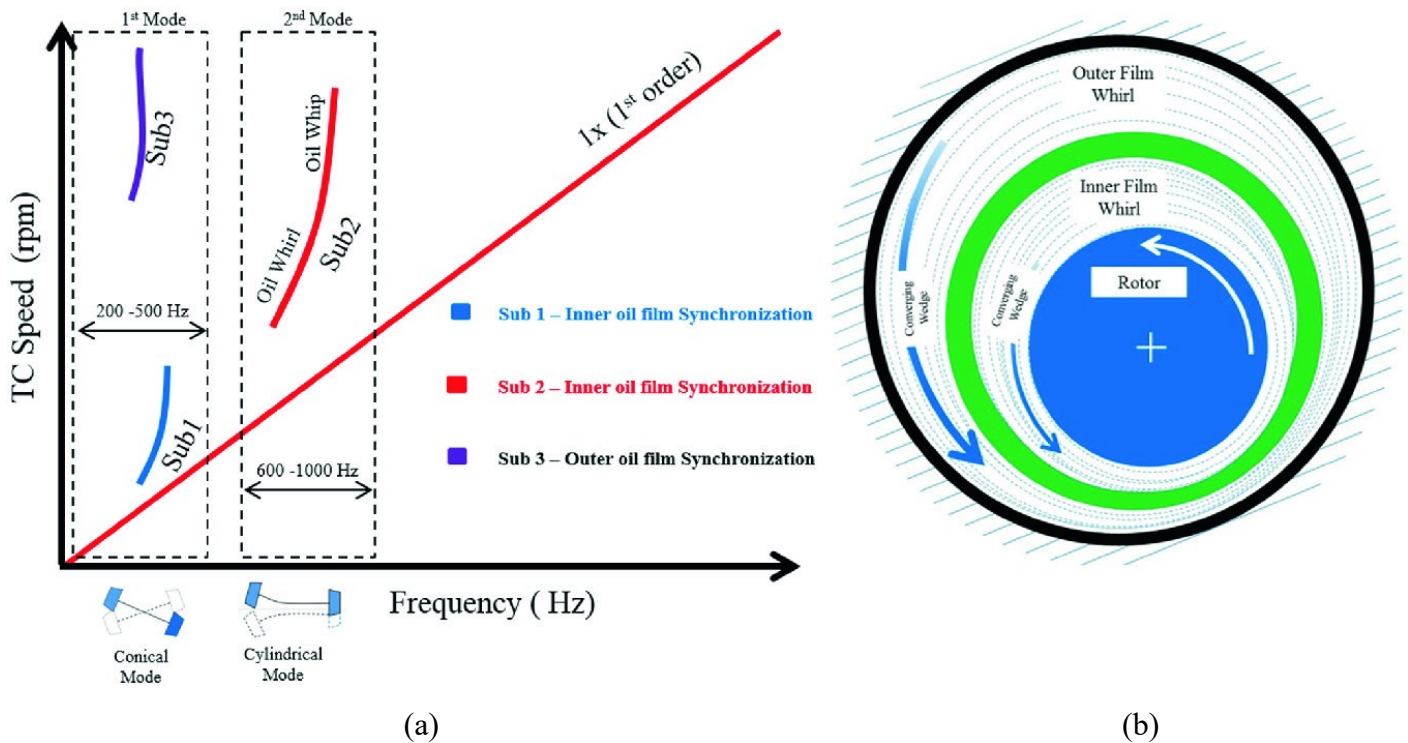 1st Mode
2nd Mode
TC Speed (rpm)
Sub3
Oil Whip
Oil Whirl
Sub2
1x (1st order)
200 -500 Hz
Sub1
600 -1000 Hz
Sub 1 – Inner oil film Synchronization
Sub 2 – Inner oil film Synchronization
Sub 3 – Outer oil film Synchronization
Frequency ( Hz)
Conical
Mode
Cylindrical
Mode
(a)
Outer Film
Whirl
Inner Film
Whirl
Rotor
Converging
Wedge
Converging
Wedge
(b)